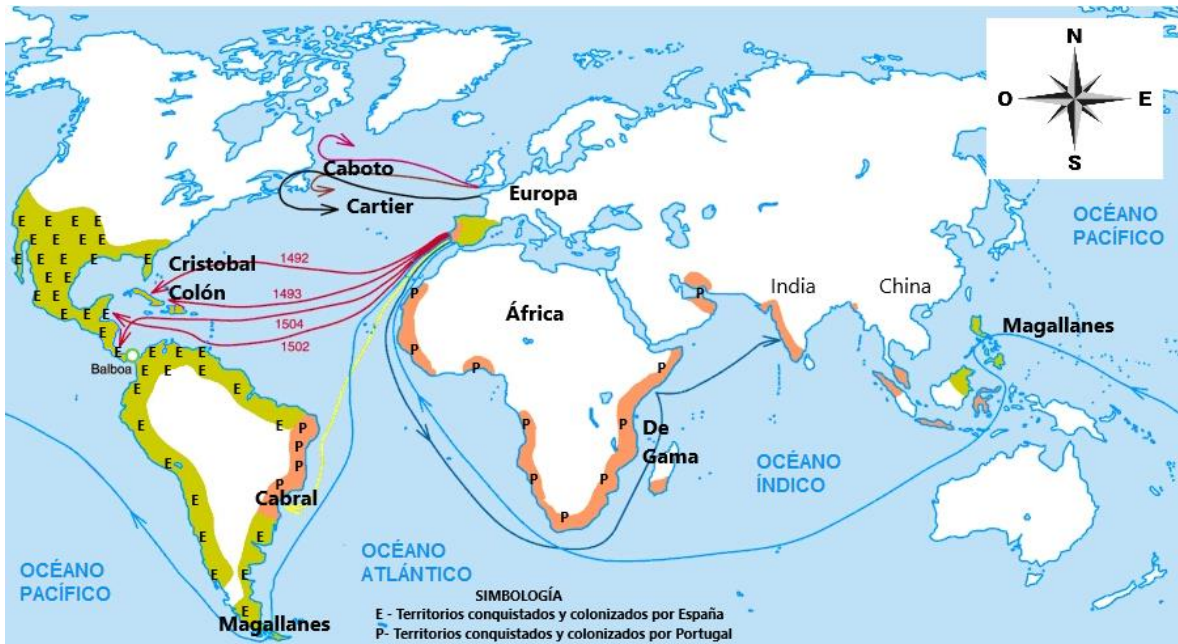 N
O E
S
Caboto
Cartier
Europa
OCÉANO
PACÍFICO
E E E E
E E E E
E E E E E E
E E E
E E
E E
E E
Cristobal
Colón
1492
1493
1504
1502
India
China
P
P
África
Magallanes
E
Balboa
E E E E
E E E
P
P
P
E
E
E P
P
P
P
De
Gama
P
P
P
P
P
OCÉANO
ÍNDICO
E
P
Cabral
E
E
E
E
E
OCÉANO
PACÍFICO
OCÉANO
ATLÁNTICO
Magallanes
SIMBOLOGÍA
E - Territorios conquistados y colonizados por España
P- Territorios conquistados y colonizados por Portugal